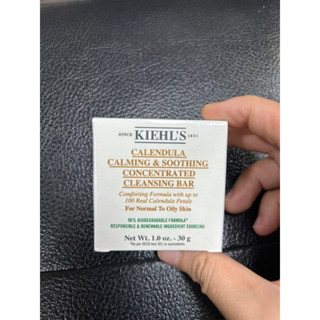 SINCE KIEHL'S 1851
CALENDULA
CALMING & SOOTHING
CONCENTRATED
CLEANSING BAR
Comforting Formula with up to
100 Real Calendula Petals
For Normal To Oily Skin
98% BIODEGRADABLE FORMULA*
RESPONSIBLE & RENEWABLE INGREDIENT SOURCING
Net Wt. 1.0 oz. - 30 g